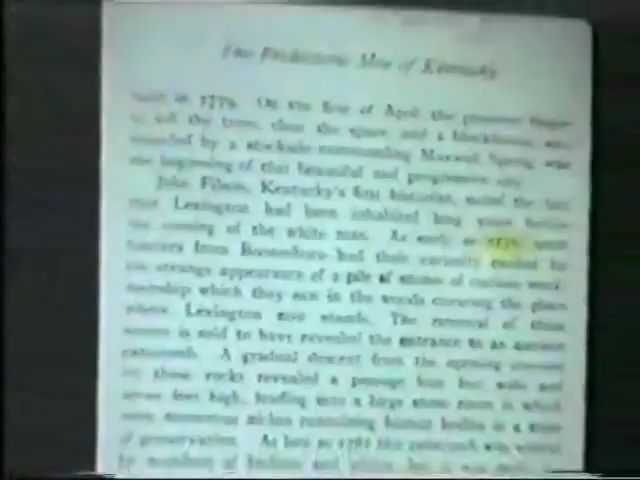 The Prehistoric Men of Kentucky
in 1779. On the first of April the pioneers began
to fell the trees, clear the space, and a blockhouse, sur-
rounded by a stockade commanding Maxwell Spring, was
the beginning of that beautiful and progressive city.
John Filson, Kentucky's first historian, noted the fact
that Lexington had been inhabited long years before
the coming of the white man. As early as
hunters from Boonesboro had their curiosity excited by
the strange appearance of a pile of stones of curious work-
manship which they saw in the woods covering the place
where Lexington now stands. The removal of these
stones is said to have revealed the entrance to an ancient
catacomb. A gradual descent from the opening
these rocks revealed a passage four feet wide and
seven feet high, leading into a large stone room in which
were numerous niches containing human bodies in a state
of preservation. As late as 1781 this catacomb was
by numbers of Indians and